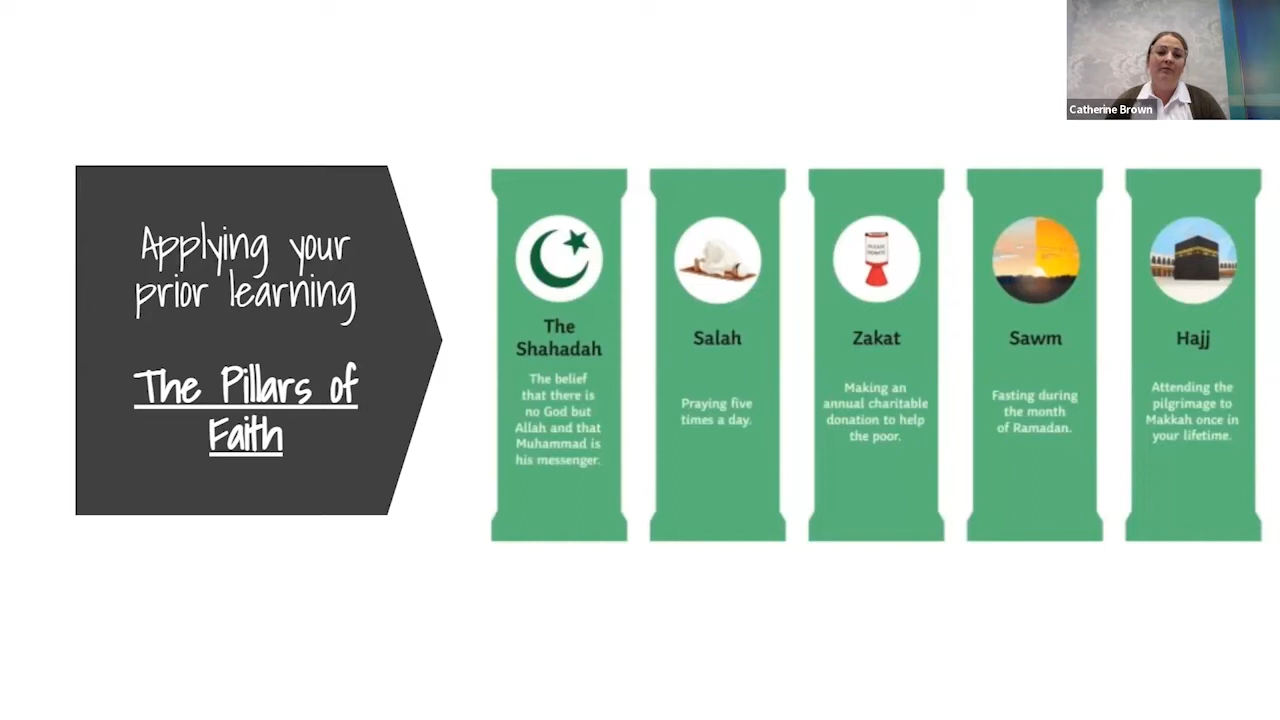 Catherine Brown
Applying your
prior learning
The Pillars of
Faith
The
Shahadah
The belief
that there is
no God but
Allah and that
Muhammad is
his messenger.
Salah
Praying five
times a day.
PLEASE
DONATE
Zakat
Making an
annual charitable
donation to help
the poor.
Sawm
Fasting during
the month
of Ramadan.
Hajj
Attending the
pilgrimage to
Makkah once in
your lifetime.